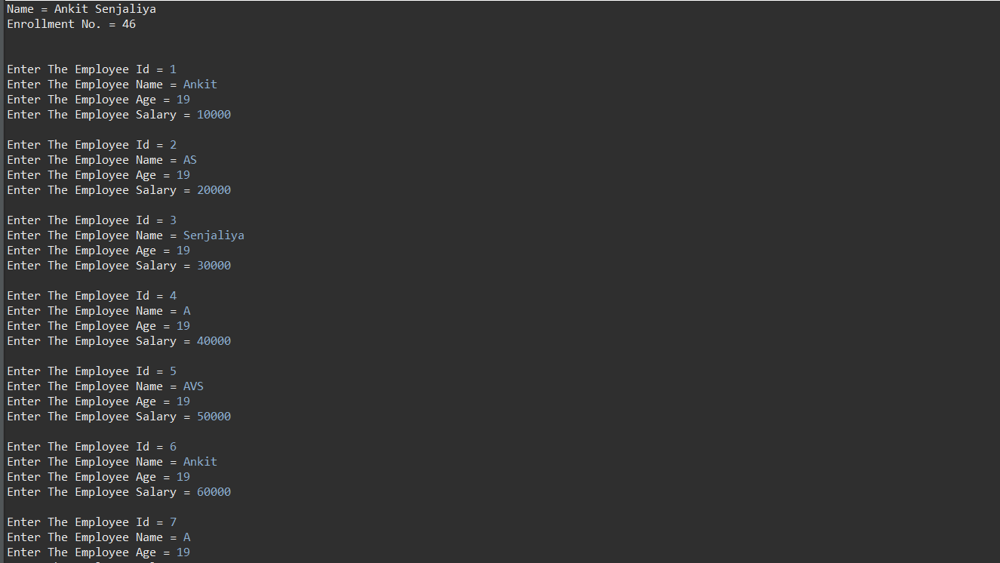 Name = Ankit Senjaliya
Enrollment No. = 46
Enter The Employee Id = 1
Enter The Employee Name = Ankit
Enter The Employee Age = 19
Enter The Employee Salary = 10000
Enter The Employee Id = 2
Enter The Employee Name = AS
Enter The Employee Age = 19
Enter The Employee Salary = 20000
Enter The Employee Id = 3
Enter The Employee Name = Senjaliya
Enter The Employee Age = 19
Enter The Employee Salary = 30000
Enter The Employee Id = 4
Enter The Employee Name = A
Enter The Employee Age = 19
Enter The Employee Salary = 40000
Enter The Employee Id = 5
Enter The Employee Name = AVS
Enter The Employee Age = 19
Enter The Employee Salary = 50000
Enter The Employee Id = 6
Enter The Employee Name = Ankit
Enter The Employee Age = 19
Enter The Employee Salary = 60000
Enter The Employee Id = 7
Enter The Employee Name = A
Enter The Employee Age = 19